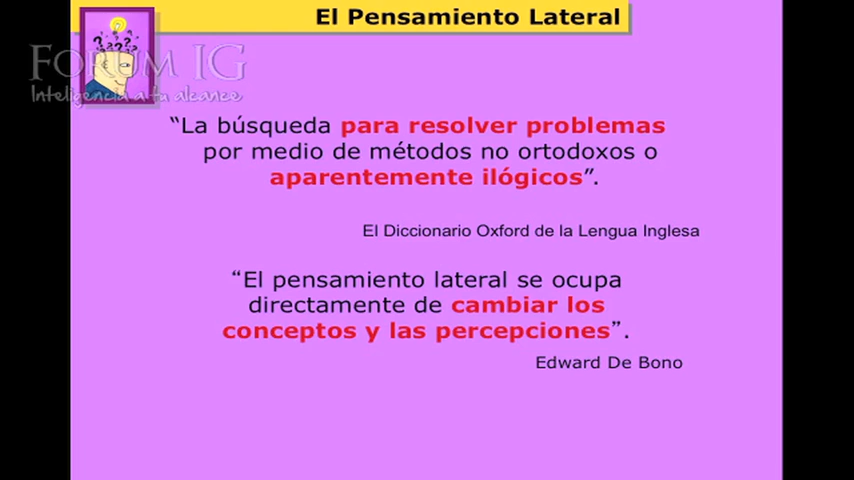 El Pensamiento Lateral
FORUM IG
Inteligencia a tu alcance
“La búsqueda para resolver problemas
por medio de métodos no ortodoxos o
aparentemente ilógicos”.
El Diccionario Oxford de la Lengua Inglesa
“El pensamiento lateral se ocupa
directamente de cambiar los
conceptos y las percepciones”.
Edward De Bono